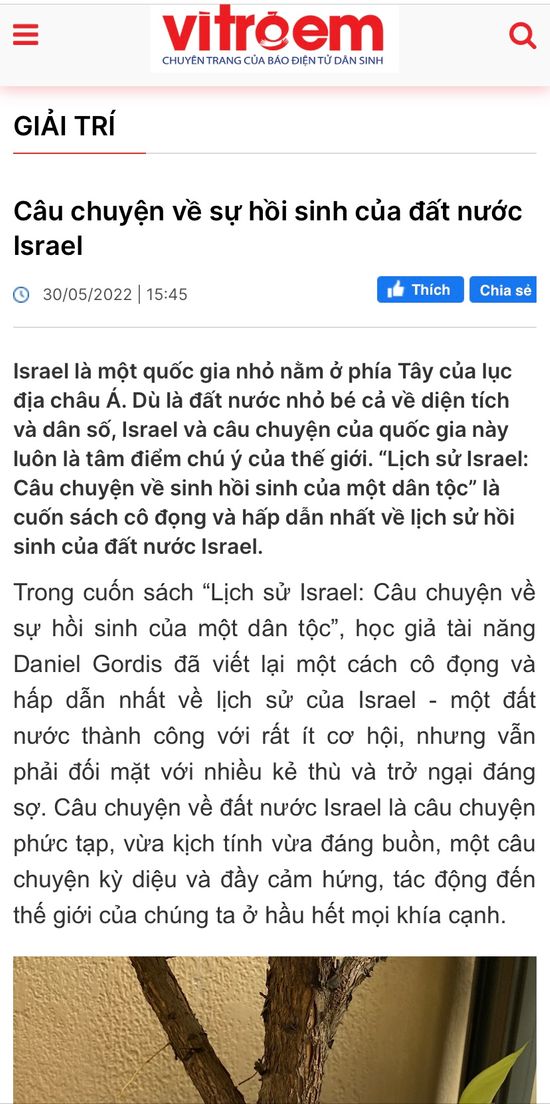 vìtrẻem
CHUYÊN TRANG CỦA BÁO ĐIỆN TỬ DÂN SINH
GIẢI TRÍ
Câu chuyện về sự hồi sinh của đất nước
Israel
30/05/2022 | 15:45
Thích
Chia sẻ
Israel là một quốc gia nhỏ nằm ở phía Tây của lục
địa châu Á. Dù là đất nước nhỏ bé cả về diện tích
và dân số, Israel và câu chuyện của quốc gia này
luôn là tâm điểm chú ý của thế giới. “Lịch sử Israel:
Câu chuyện về sinh hồi sinh của một dân tộc” là
cuốn sách cô đọng và hấp dẫn nhất về lịch sử hồi
sinh của đất nước Israel.
Trong cuốn sách “Lịch sử Israel: Câu chuyện về
sự hồi sinh của một dân tộc”, học giả tài năng
Daniel Gordis đã viết lại một cách cô đọng và
hấp dẫn nhất về lịch sử của Israel - một đất
nước thành công với rất ít cơ hội, nhưng vẫn
phải đối mặt với nhiều kẻ thù và trở ngại đáng
sợ. Câu chuyện về đất nước Israel là câu chuyện
phức tạp, vừa kịch tính vừa đáng buồn, một câu
chuyện kỳ diệu và đầy cảm hứng, tác động đến
thế giới của chúng ta ở hầu hết mọi khía cạnh.